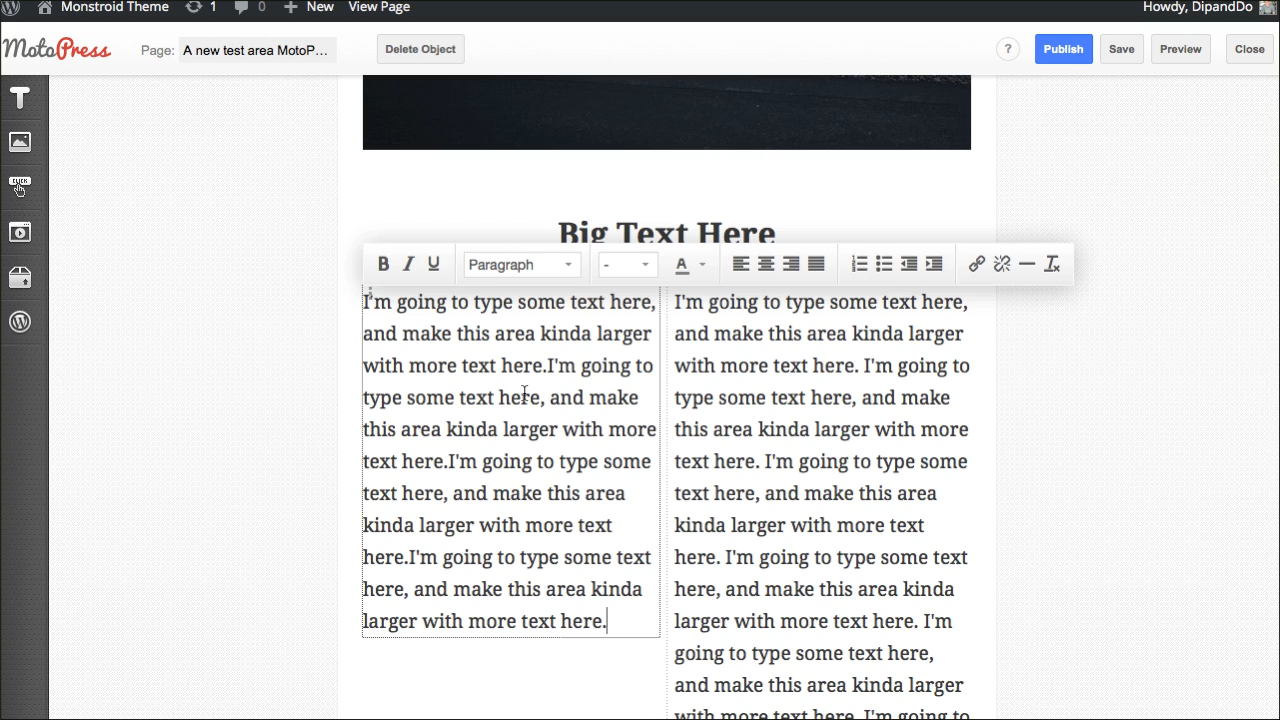 Monstroid Theme 1 0 New View Page Howdy, DipandDo
MotoPress Page: A new test area MotoP... Delete Object ? Publish Save Preview Close
T
CLICK
Big Text Here
B I U Paragraph - A
I'm going to type some text here,
and make this area kinda larger
with more text here.I'm going to
type some text here, and make
this area kinda larger with more
text here.I'm going to type some
text here, and make this area
kinda larger with more text
here.I'm going to type some text
here, and make this area kinda
larger with more text here.
I'm going to type some text here,
and make this area kinda larger
with more text here. I'm going to
type some text here, and make
this area kinda larger with more
text here. I'm going to type some
text here, and make this area
kinda larger with more text
here. I'm going to type some text
here, and make this area kinda
larger with more text here. I'm
going to type some text here,
and make this area kinda larger
with more text here. I'm going to